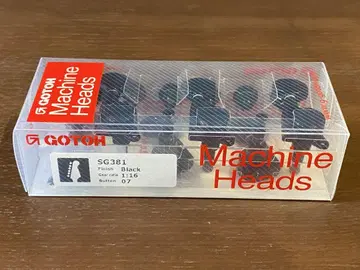 GOTOH
Machine
Heads
GOTOH
SG381
Finish Black
Gear ratio 1:16
Button 07
Machine
Heads